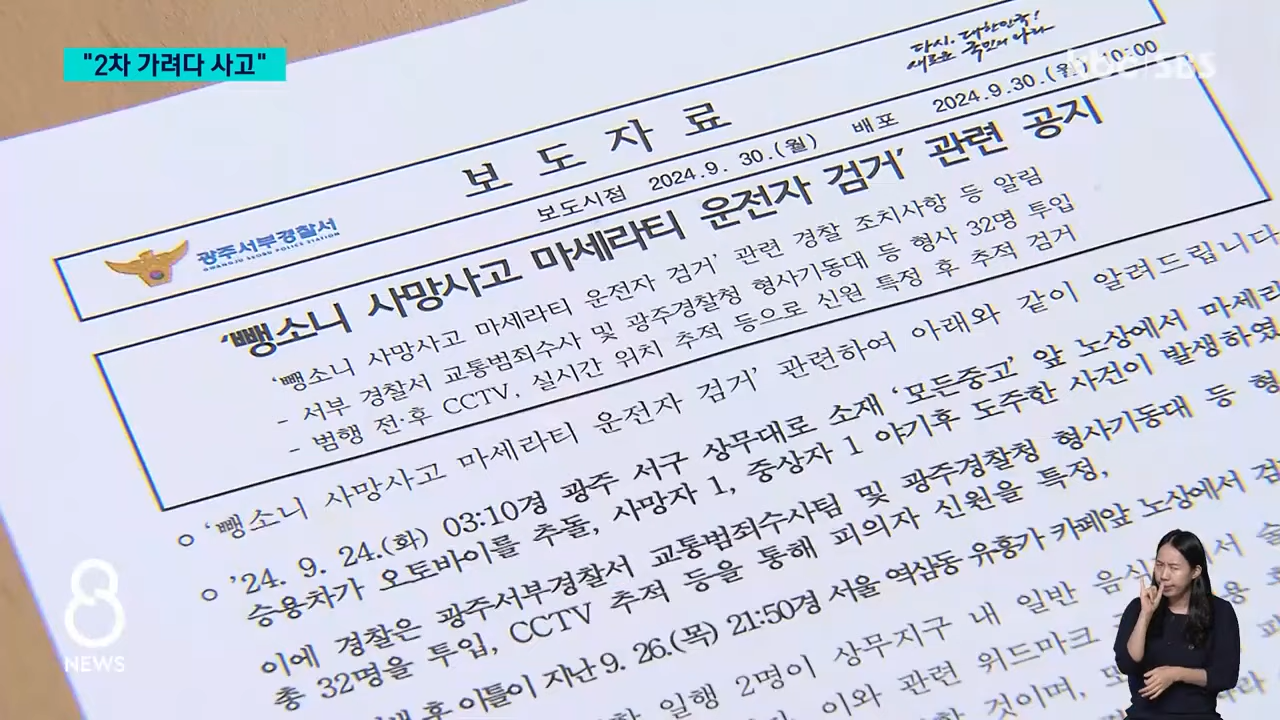 "2차 가려다 사고"
다시, 대한민국!
새로운 국민의 나라
kbc SBS
보도자료
보도시점 2024.9. 30.(월) 배포 2024.9.30.(월) 10:00
광주서부경찰서
GWANGJU SEOBU POLICE STATION
'뺑소니 사망사고 마세라티 운전자 검거' 관련 공지
'뺑소니 사망사고 마세라티 운전자 검거' 관련 경찰 조치사항 등 알림
- 서부 경찰서 교통범죄수사 및 광주경찰청 형사기동대 등 형사 32명 투입
- 범행 전·후 CCTV, 실시간 위치 추적 등으로 신원 특정 후 추적 검거
○ '뺑소니 사망사고 마세라티 운전자 검거' 관련하여 아래와 같이 알려드립니다
○ '24. 9. 24.(화) 03:10경 광주 서구 상무대로 소재 '모든중고' 앞 노상에서 마세라
승용차가 오토바이를 추돌, 사망자 1, 중상자 1 야기후 도주한 사건이 발생하였
이에 경찰은 광주서부경찰서 교통범죄수사팀 및 광주경찰청 형사기동대 등 형
총 32명을 투입, CCTV 추적 등을 통해 피의자 신원을 특정,
후 이틀이 지난 9. 26.(목) 21:50경 서울 역삼동 유흥가 카페앞 노상에서 검
일행 2명이 상무지구 내 일반 음식 서 술
이와 관련 위드마크
것이며, 또
8
NEWS